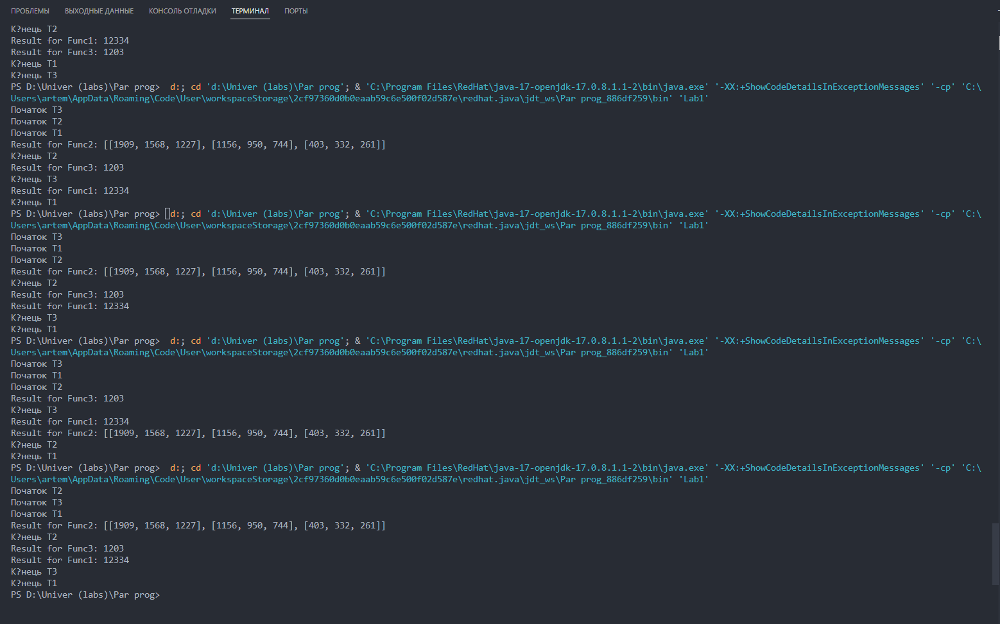 ПРОБЛЕМЫ ВЫХОДНЫЕ ДАННЫЕ КОНСОЛЬ ОТЛАДКИ ТЕРМИНАЛ ПОРТЫ
К?нець T2
Result for Func1: 12334
Result for Func3: 1203
К?нець T1
К?нець T3
PS D:\Univer (labs)\Par prog>  d:; cd 'd:\Univer (labs)\Par prog'; & 'C:\Program Files\RedHat\java-17-openjdk-17.0.8.1.1-2\bin\java.exe' '-XX:+ShowCodeDetailsInExceptionMessages' '-cp' 'C:\
Users\artem\AppData\Roaming\Code\User\workspaceStorage\2cf97360d0b0eaab59c6e500f02d587e\redhat.java\jdt_ws\Par prog_886df259\bin' 'Lab1'
Початок T3
Початок T2
Початок T1
Result for Func2: [[1909, 1568, 1227], [1156, 950, 744], [403, 332, 261]]
К?нець T2
Result for Func3: 1203
К?нець T3
Result for Func1: 12334
К?нець T1
PS D:\Univer (labs)\Par prog>  d:; cd 'd:\Univer (labs)\Par prog'; & 'C:\Program Files\RedHat\java-17-openjdk-17.0.8.1.1-2\bin\java.exe' '-XX:+ShowCodeDetailsInExceptionMessages' '-cp' 'C:\
Users\artem\AppData\Roaming\Code\User\workspaceStorage\2cf97360d0b0eaab59c6e500f02d587e\redhat.java\jdt_ws\Par prog_886df259\bin' 'Lab1'
Початок T3
Початок T1
Початок T2
Result for Func2: [[1909, 1568, 1227], [1156, 950, 744], [403, 332, 261]]
К?нець T2
Result for Func3: 1203
Result for Func1: 12334
К?нець T3
К?нець T1
PS D:\Univer (labs)\Par prog>  d:; cd 'd:\Univer (labs)\Par prog'; & 'C:\Program Files\RedHat\java-17-openjdk-17.0.8.1.1-2\bin\java.exe' '-XX:+ShowCodeDetailsInExceptionMessages' '-cp' 'C:\
Users\artem\AppData\Roaming\Code\User\workspaceStorage\2cf97360d0b0eaab59c6e500f02d587e\redhat.java\jdt_ws\Par prog_886df259\bin' 'Lab1'
Початок T3
Початок T1
Початок T2
Result for Func3: 1203
К?нець T3
Result for Func1: 12334
Result for Func2: [[1909, 1568, 1227], [1156, 950, 744], [403, 332, 261]]
К?нець T2
К?нець T1
PS D:\Univer (labs)\Par prog>  d:; cd 'd:\Univer (labs)\Par prog'; & 'C:\Program Files\RedHat\java-17-openjdk-17.0.8.1.1-2\bin\java.exe' '-XX:+ShowCodeDetailsInExceptionMessages' '-cp' 'C:\
Users\artem\AppData\Roaming\Code\User\workspaceStorage\2cf97360d0b0eaab59c6e500f02d587e\redhat.java\jdt_ws\Par prog_886df259\bin' 'Lab1'
Початок T2
Початок T3
Початок T1
Result for Func2: [[1909, 1568, 1227], [1156, 950, 744], [403, 332, 261]]
К?нець T2
Result for Func3: 1203
Result for Func1: 12334
К?нець T3
К?нець T1
PS D:\Univer (labs)\Par prog>